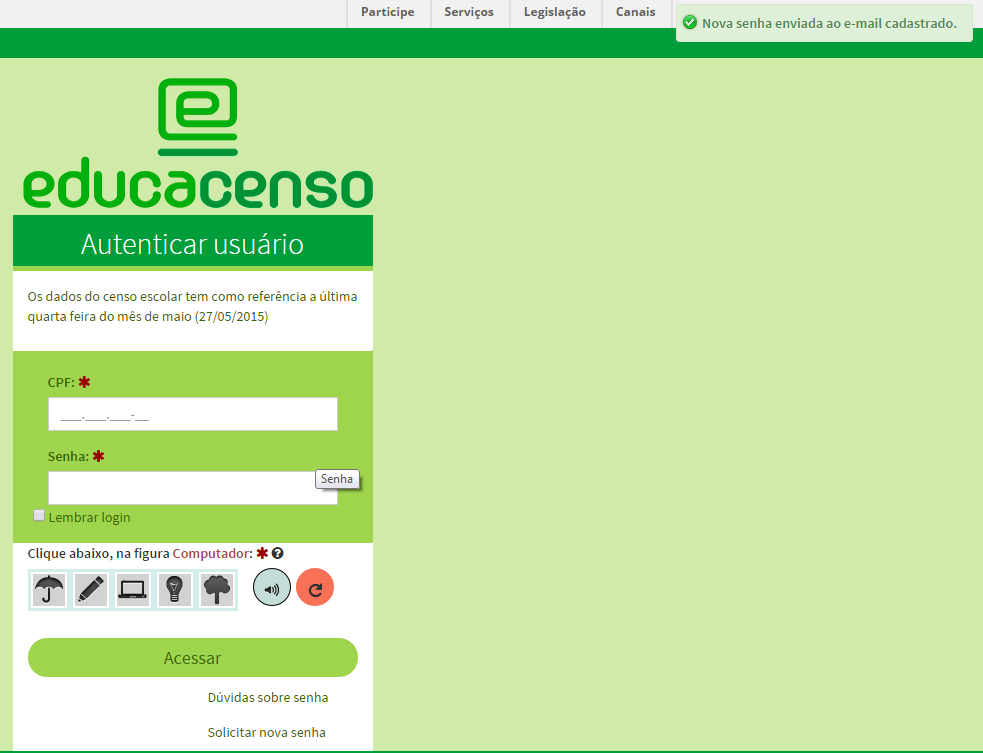 Participe
Serviços
Legislação
Canais
Nova senha enviada ao e-mail cadastrado.
e
educacenso
Autenticar usuário
Os dados do censo escolar tem como referência a última
quarta feira do mês de maio (27/05/2015)
CPF: ✱
___.___.___-__
Senha: ✱
Senha
Lembrar login
Clique abaixo, na figura Computador: ✱ ?
Acessar
Dúvidas sobre senha
Solicitar nova senha